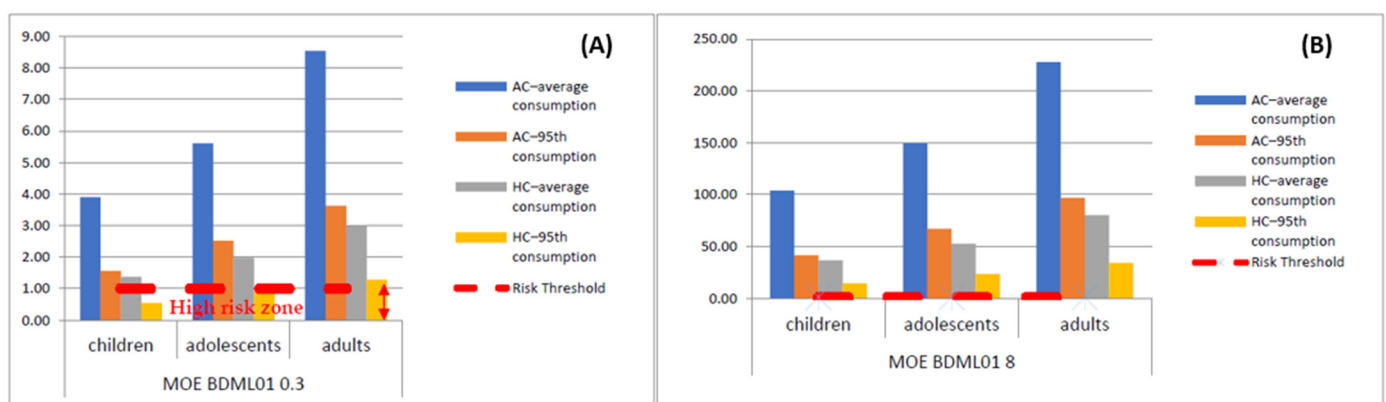 (A)
9.00
8.00
7.00
6.00
5.00
4.00
3.00
2.00
1.00
0.00
High risk zone
children adolescents adults
MOE BDML01 0.3
AC–average
consumption
AC–95th
consumption
HC–average
consumption
HC–95th
consumption
Risk Threshold
(B)
250.00
200.00
150.00
100.00
50.00
0.00
children adolescents adults
MOE BDML01 8
AC–average
consumption
AC–95th
consumption
HC–average
consumption
HC–95th
consumption
Risk Threshold